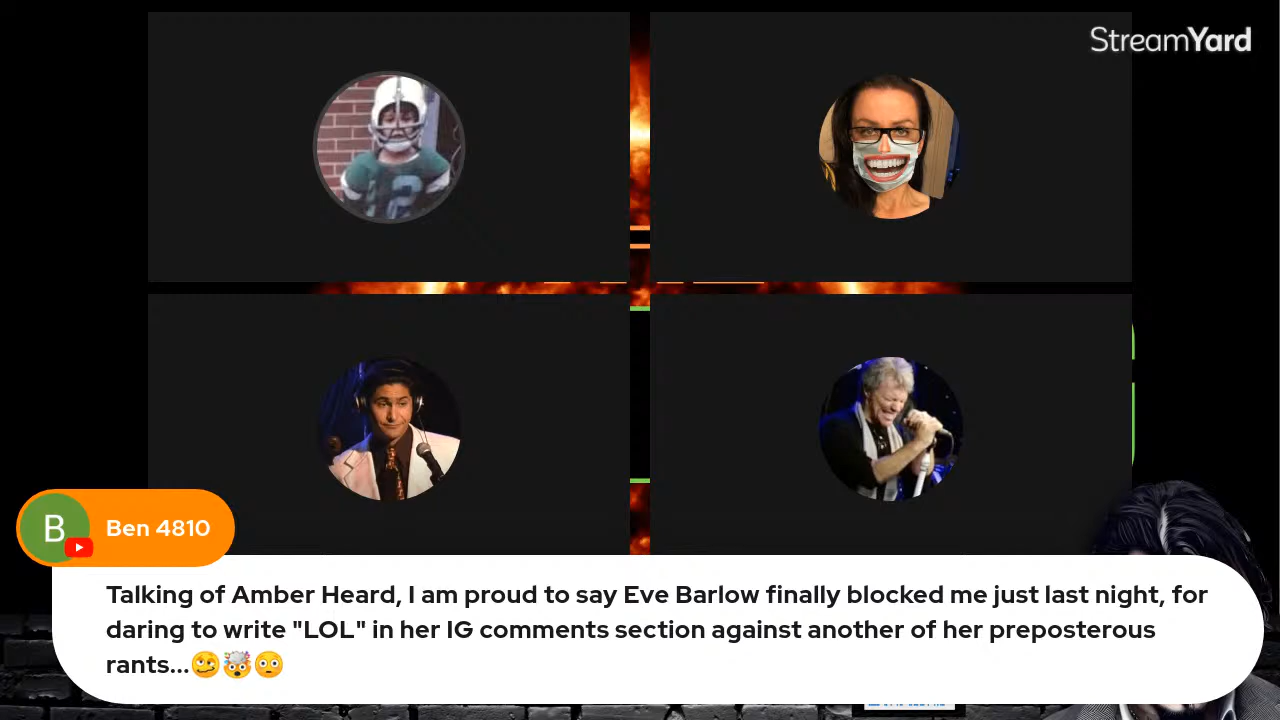 StreamYard
12
B
Ben 4810
Talking of Amber Heard, I am proud to say Eve Barlow finally blocked me just last night, for
daring to write "LOL" in her IG comments section against another of her preposterous
rants...🥴🤯😳